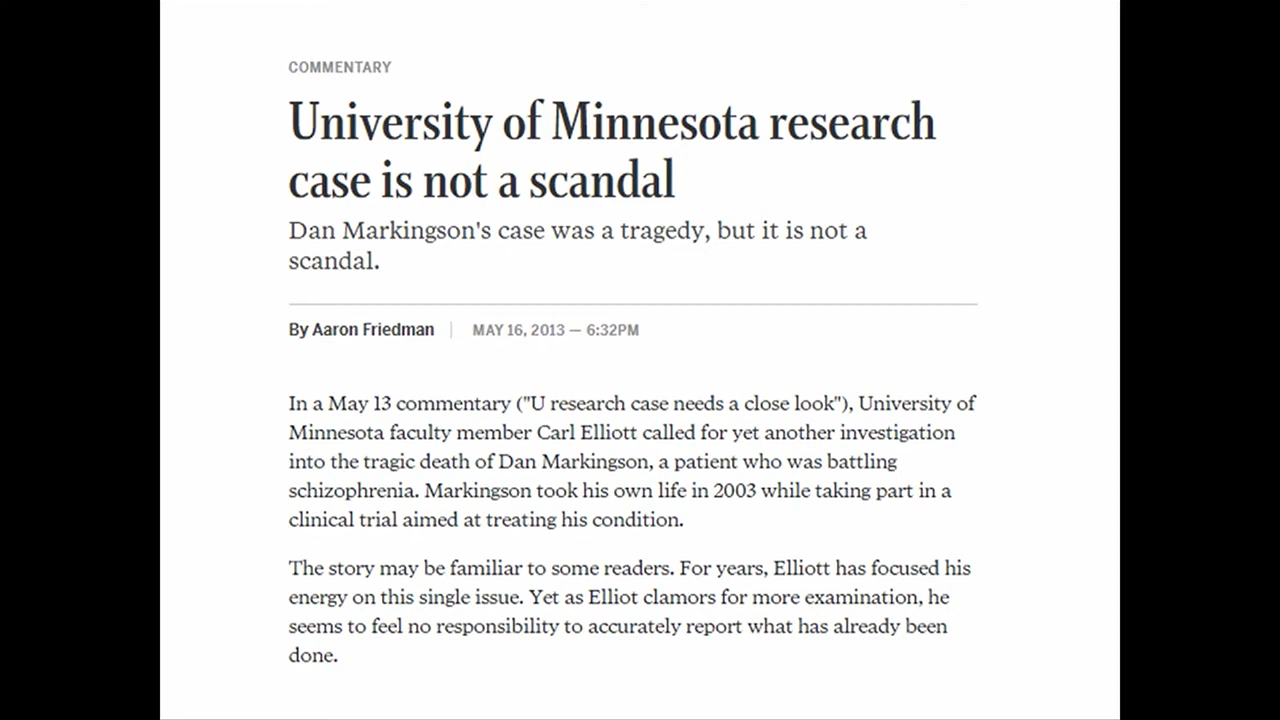 COMMENTARY
University of Minnesota research
case is not a scandal
Dan Markingson's case was a tragedy, but it is not a
scandal.
By Aaron Friedman | MAY 16, 2013 — 6:32PM
In a May 13 commentary ("U research case needs a close look"), University of
Minnesota faculty member Carl Elliott called for yet another investigation
into the tragic death of Dan Markingson, a patient who was battling
schizophrenia. Markingson took his own life in 2003 while taking part in a
clinical trial aimed at treating his condition.
The story may be familiar to some readers. For years, Elliott has focused his
energy on this single issue. Yet as Elliot clamors for more examination, he
seems to feel no responsibility to accurately report what has already been
done.